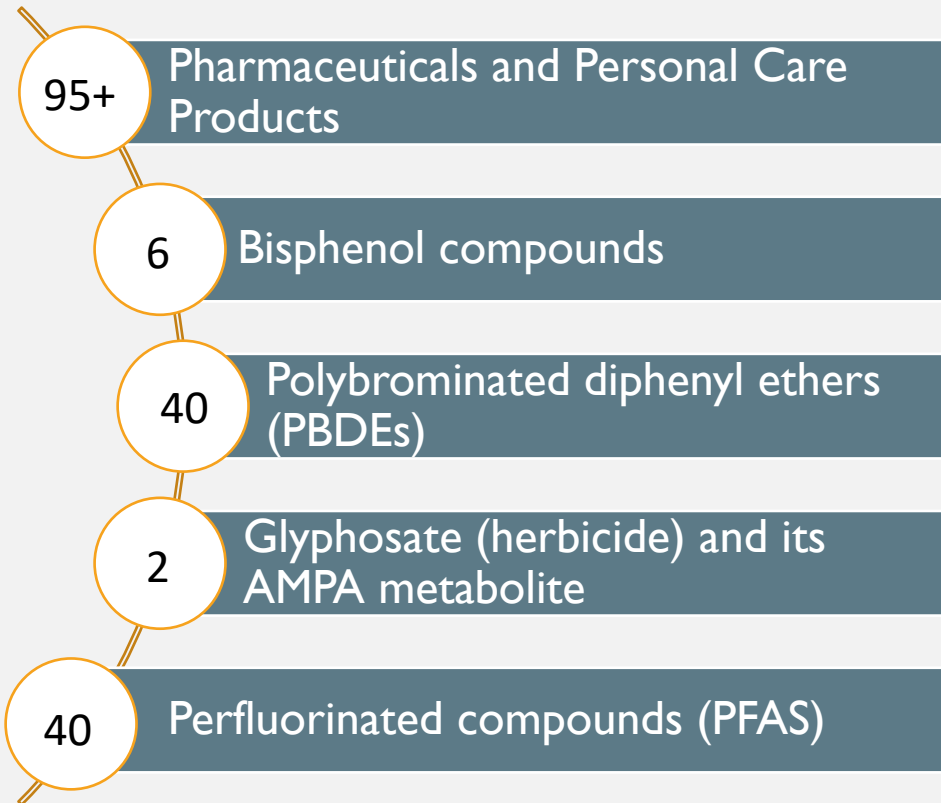 95+
Pharmaceuticals and Personal Care
Products
6
Bisphenol compounds
40
Polybrominated diphenyl ethers
(PBDEs)
2
Glyphosate (herbicide) and its
AMPA metabolite
40
Perfluorinated compounds (PFAS)